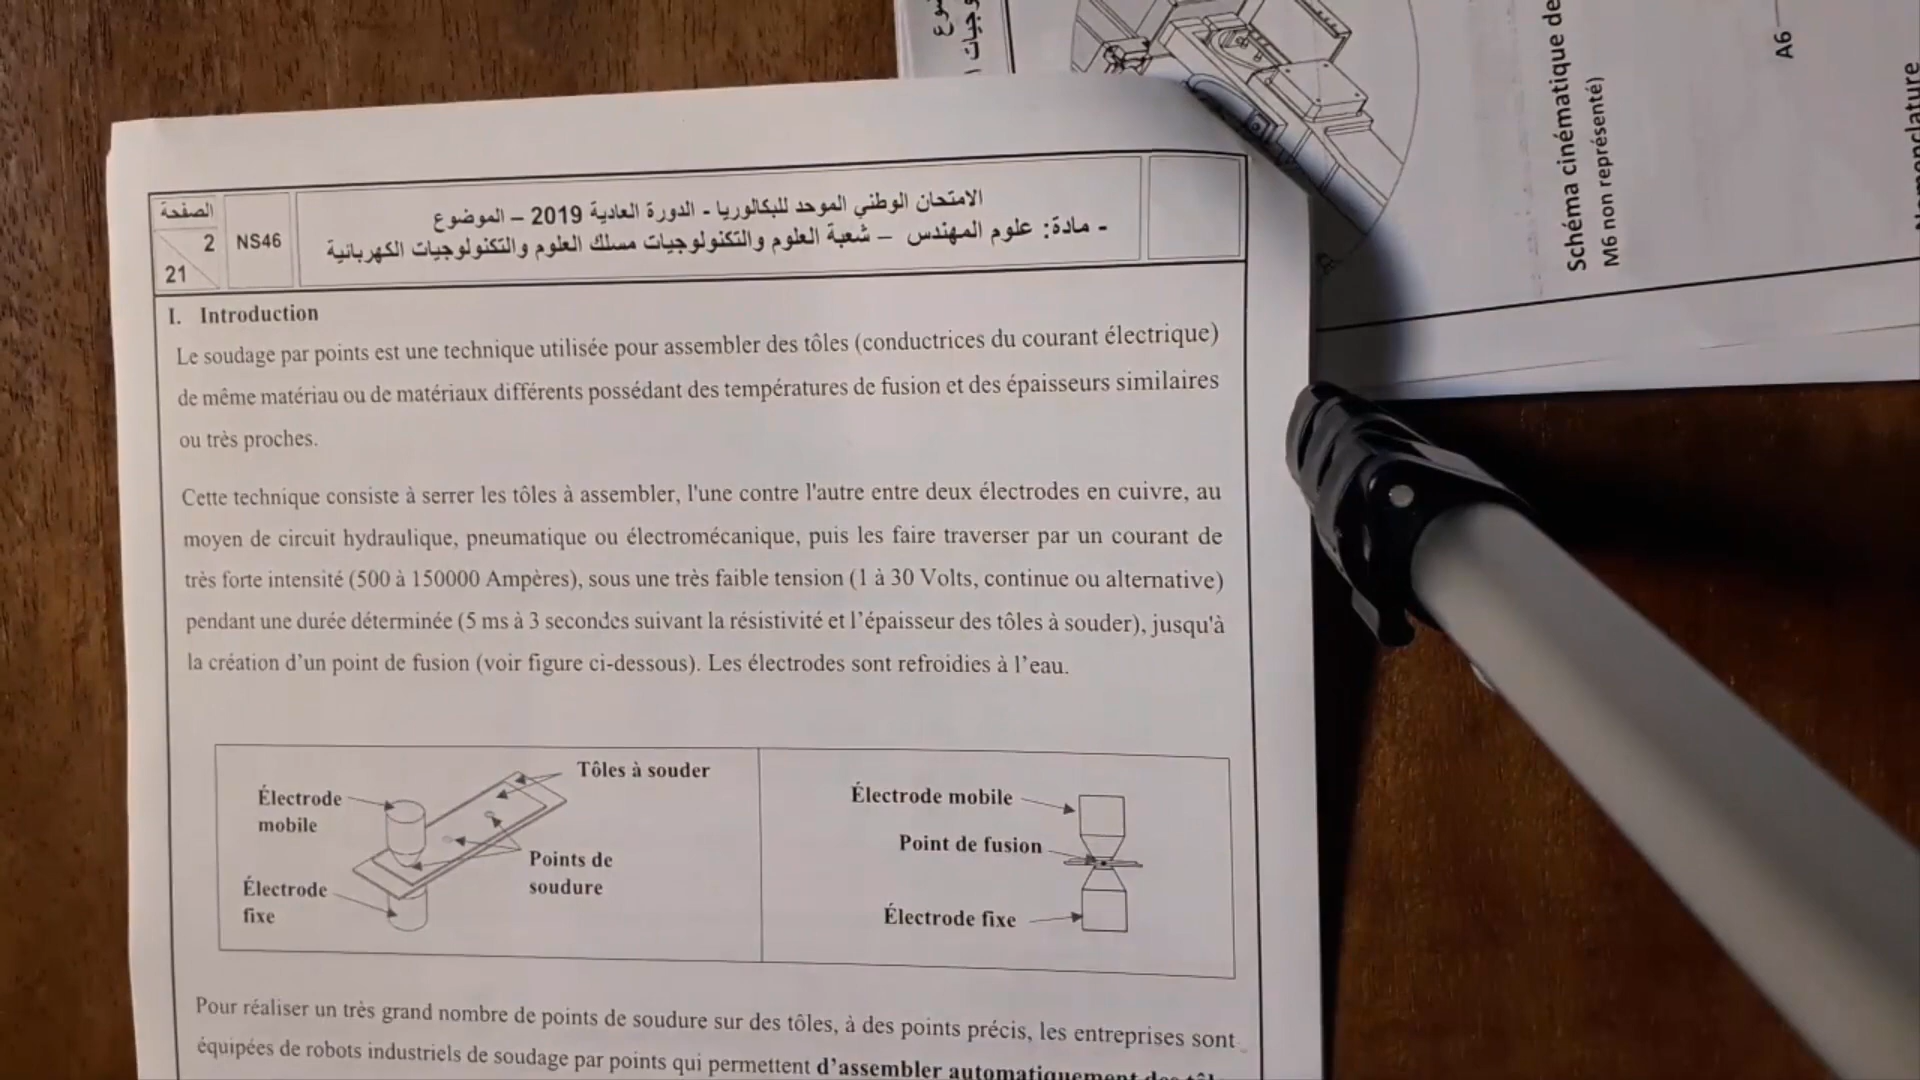 الصفحة
2
21
NS46
الامتحان الوطني الموحد للبكالوريا - الدورة العادية 2019 – الموضوع
- مادة: علوم المهندس – شعبة العلوم والتكنولوجيات مسلك العلوم والتكنولوجيات الكهربائية
I. Introduction
Le soudage par points est une technique utilisée pour assembler des tôles (conductrices du courant électrique)
de même matériau ou de matériaux différents possédant des températures de fusion et des épaisseurs similaires
ou très proches.
Cette technique consiste à serrer les tôles à assembler, l'une contre l'autre entre deux électrodes en cuivre, au
moyen de circuit hydraulique, pneumatique ou électromécanique, puis les faire traverser par un courant de
très forte intensité (500 à 150000 Ampères), sous une très faible tension (1 à 30 Volts, continue ou alternative)
pendant une durée déterminée (5 ms à 3 secondes suivant la résistivité et l'épaisseur des tôles à souder), jusqu'à
la création d'un point de fusion (voir figure ci-dessous). Les électrodes sont refroidies à l'eau.
Tôles à souder
Électrode
mobile
Points de
soudure
Électrode
fixe
Électrode mobile
Point de fusion
Électrode fixe
Pour réaliser un très grand nombre de points de soudure sur des tôles, à des points précis, les entreprises sont
équipées de robots industriels de soudage par points qui permettent d'assembler automatiquement
Schéma cinématique de
M6 non représenté)
A6